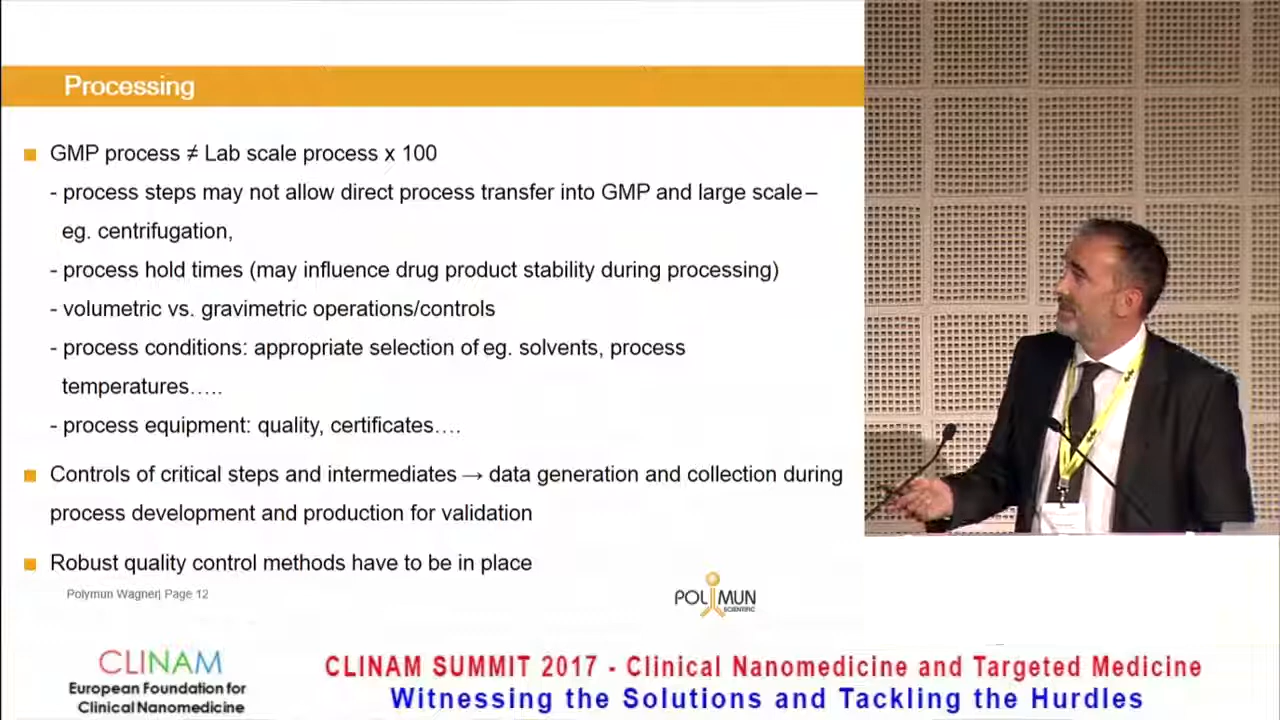 Processing
GMP process ≠ Lab scale process x 100
- process steps may not allow direct process transfer into GMP and large scale –
eg. centrifugation,
- process hold times (may influence drug product stability during processing)
- volumetric vs. gravimetric operations/controls
- process conditions: appropriate selection of eg. solvents, process
temperatures…..
- process equipment: quality, certificates….
Controls of critical steps and intermediates → data generation and collection during
process development and production for validation
Robust quality control methods have to be in place
Polymun Wagner| Page 12
POLYMUN
SCIENTIFIC
CLINAM
European Foundation for
Clinical Nanomedicine
CLINAM SUMMIT 2017 - Clinical Nanomedicine and Targeted Medicine
Witnessing the Solutions and Tackling the Hurdles